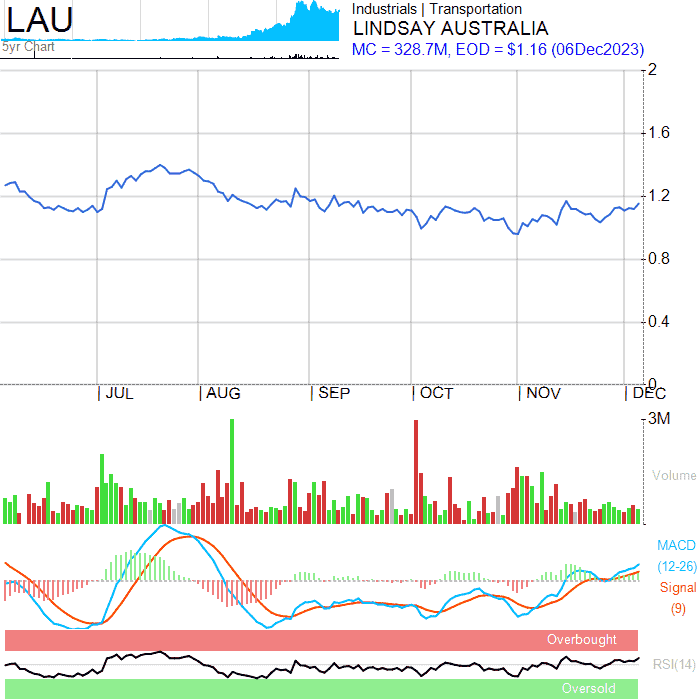 LAU
5yr Chart
Industrials | Transportation
LINDSAY AUSTRALIA
MC = 328.7M, EOD = $1.16 (06Dec2023)
2
1.6
1.2
0.8
0.4
0
JUL AUG SEP OCT NOV DEC
3M
Volume
MACD
(12-26)
Signal
(9)
Overbought
RSI(14)
Oversold